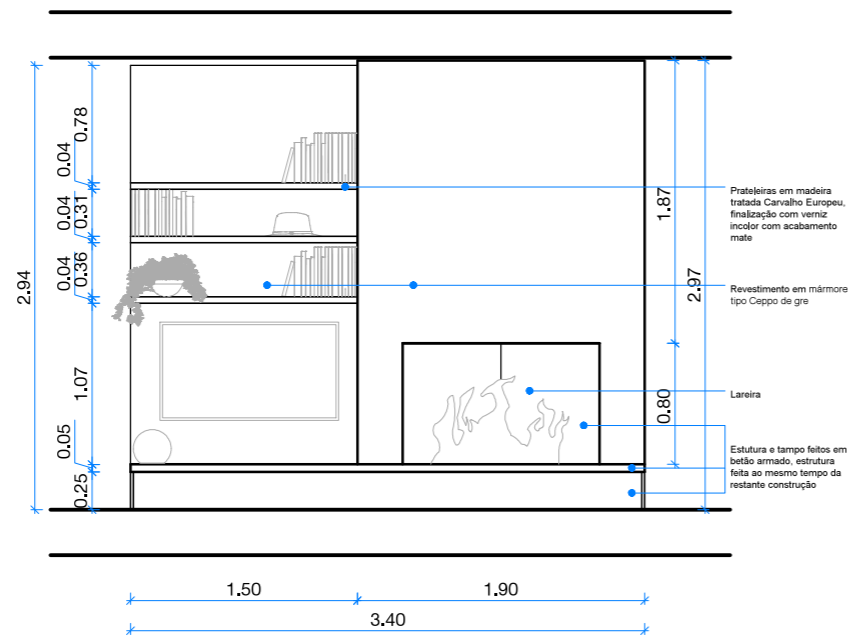 0.78
0.04
0.31
0.04
0.36
0.04
2.94
1.07
0.05
0.25
1.87
2.97
0.80
Prateleiras em madeira
tratada Carvalho Europeu,
finalização com verniz
incolor com acabamento
mate
Revestimento em mármore
tipo Ceppo de gre
Lareira
Estutura e tampo feitos em
betão armado, estrutura
feita ao mesmo tempo da
restante construção
1.50
1.90
3.40